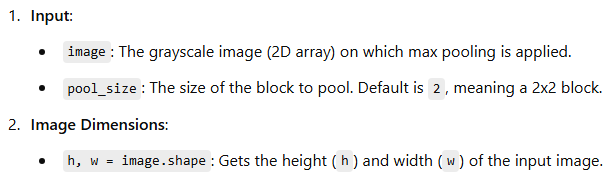 1. Input:
• image: The grayscale image (2D array) on which max pooling is applied.
• pool_size: The size of the block to pool. Default is 2, meaning a 2x2 block.
2. Image Dimensions:
• h, w = image.shape: Gets the height (h) and width (w) of the input image.